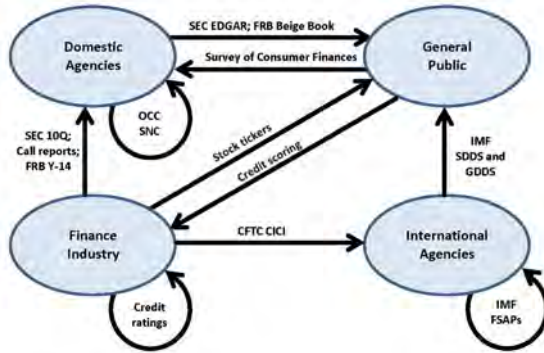 SEC EDGAR; FRB Beige Book
Domestic
Agencies
General
Public
Survey of Consumer Finances
OCC
SNC
SEC 10Q;
Call reports;
FRB Y-14
Stock tickers
Credit scoring
IMF
SDDS and
GDDS
Finance
Industry
CFTC CICI
International
Agencies
Credit
ratings
IMF
FSAPs